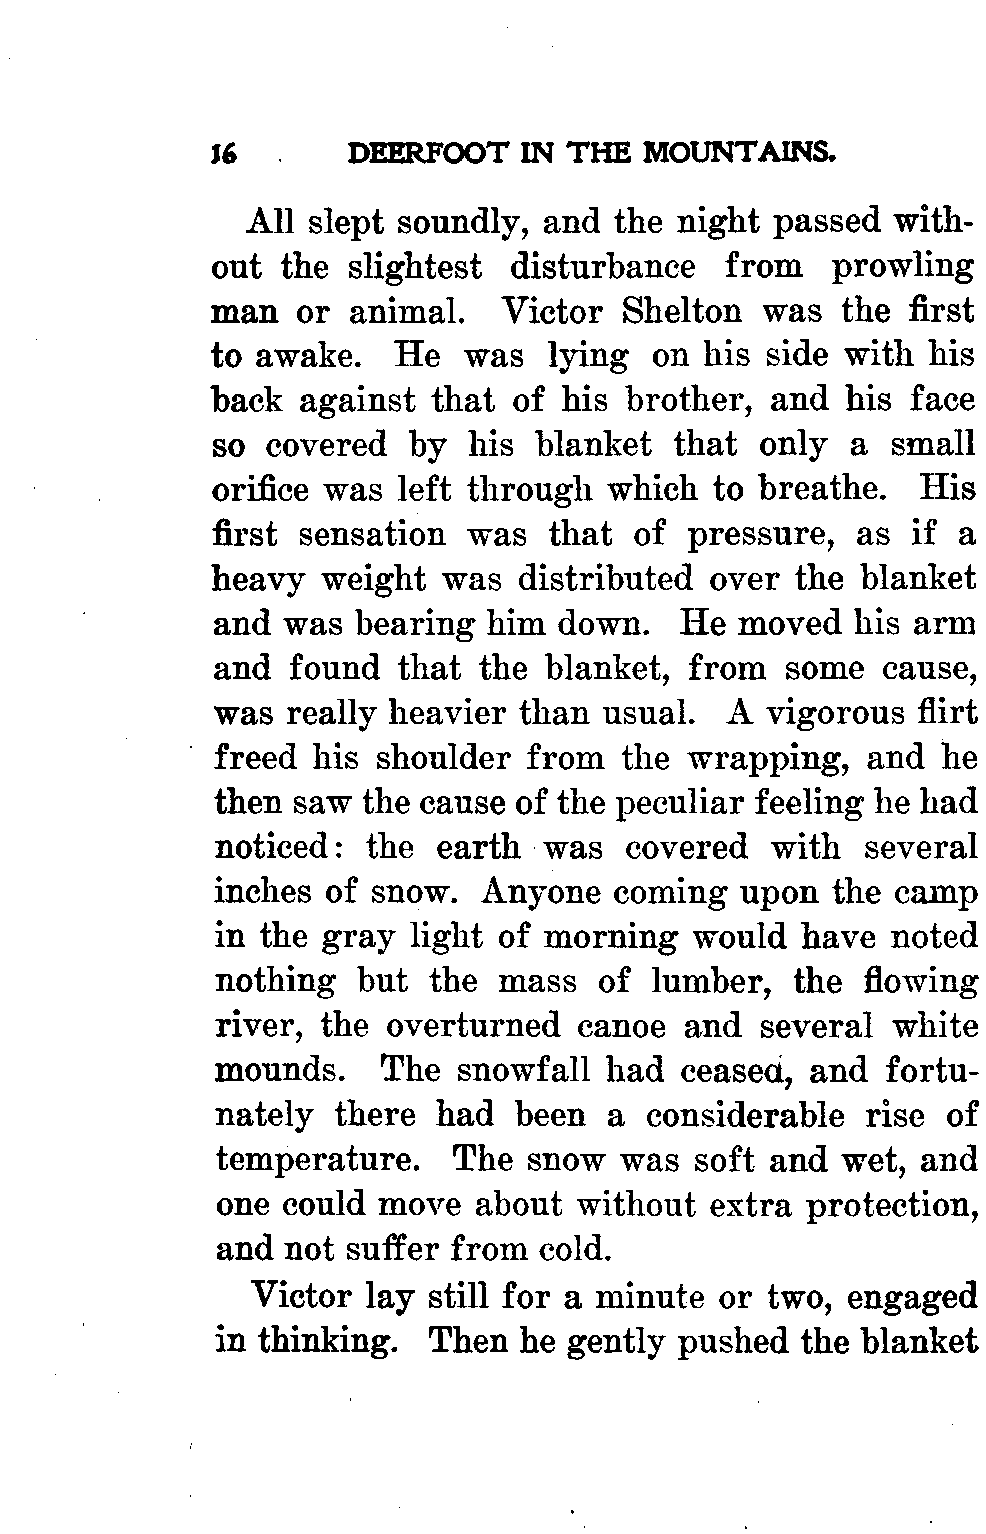 16 DEERFOOT IN THE MOUNTAINS.
All slept soundly, and the night passed with-
out the slightest disturbance from prowling
man or animal. Victor Shelton was the first
to awake. He was lying on his side with his
back against that of his brother, and his face
so covered by his blanket that only a small
orifice was left through which to breathe. His
first sensation was that of pressure, as if a
heavy weight was distributed over the blanket
and was bearing him down. He moved his arm
and found that the blanket, from some cause,
was really heavier than usual. A vigorous flirt
freed his shoulder from the wrapping, and he
then saw the cause of the peculiar feeling he had
noticed: the earth was covered with several
inches of snow. Anyone coming upon the camp
in the gray light of morning would have noted
nothing but the mass of lumber, the flowing
river, the overturned canoe and several white
mounds. The snowfall had ceased, and fortu-
nately there had been a considerable rise of
temperature. The snow was soft and wet, and
one could move about without extra protection,
and not suffer from cold.
Victor lay still for a minute or two, engaged
in thinking. Then he gently pushed the blanket